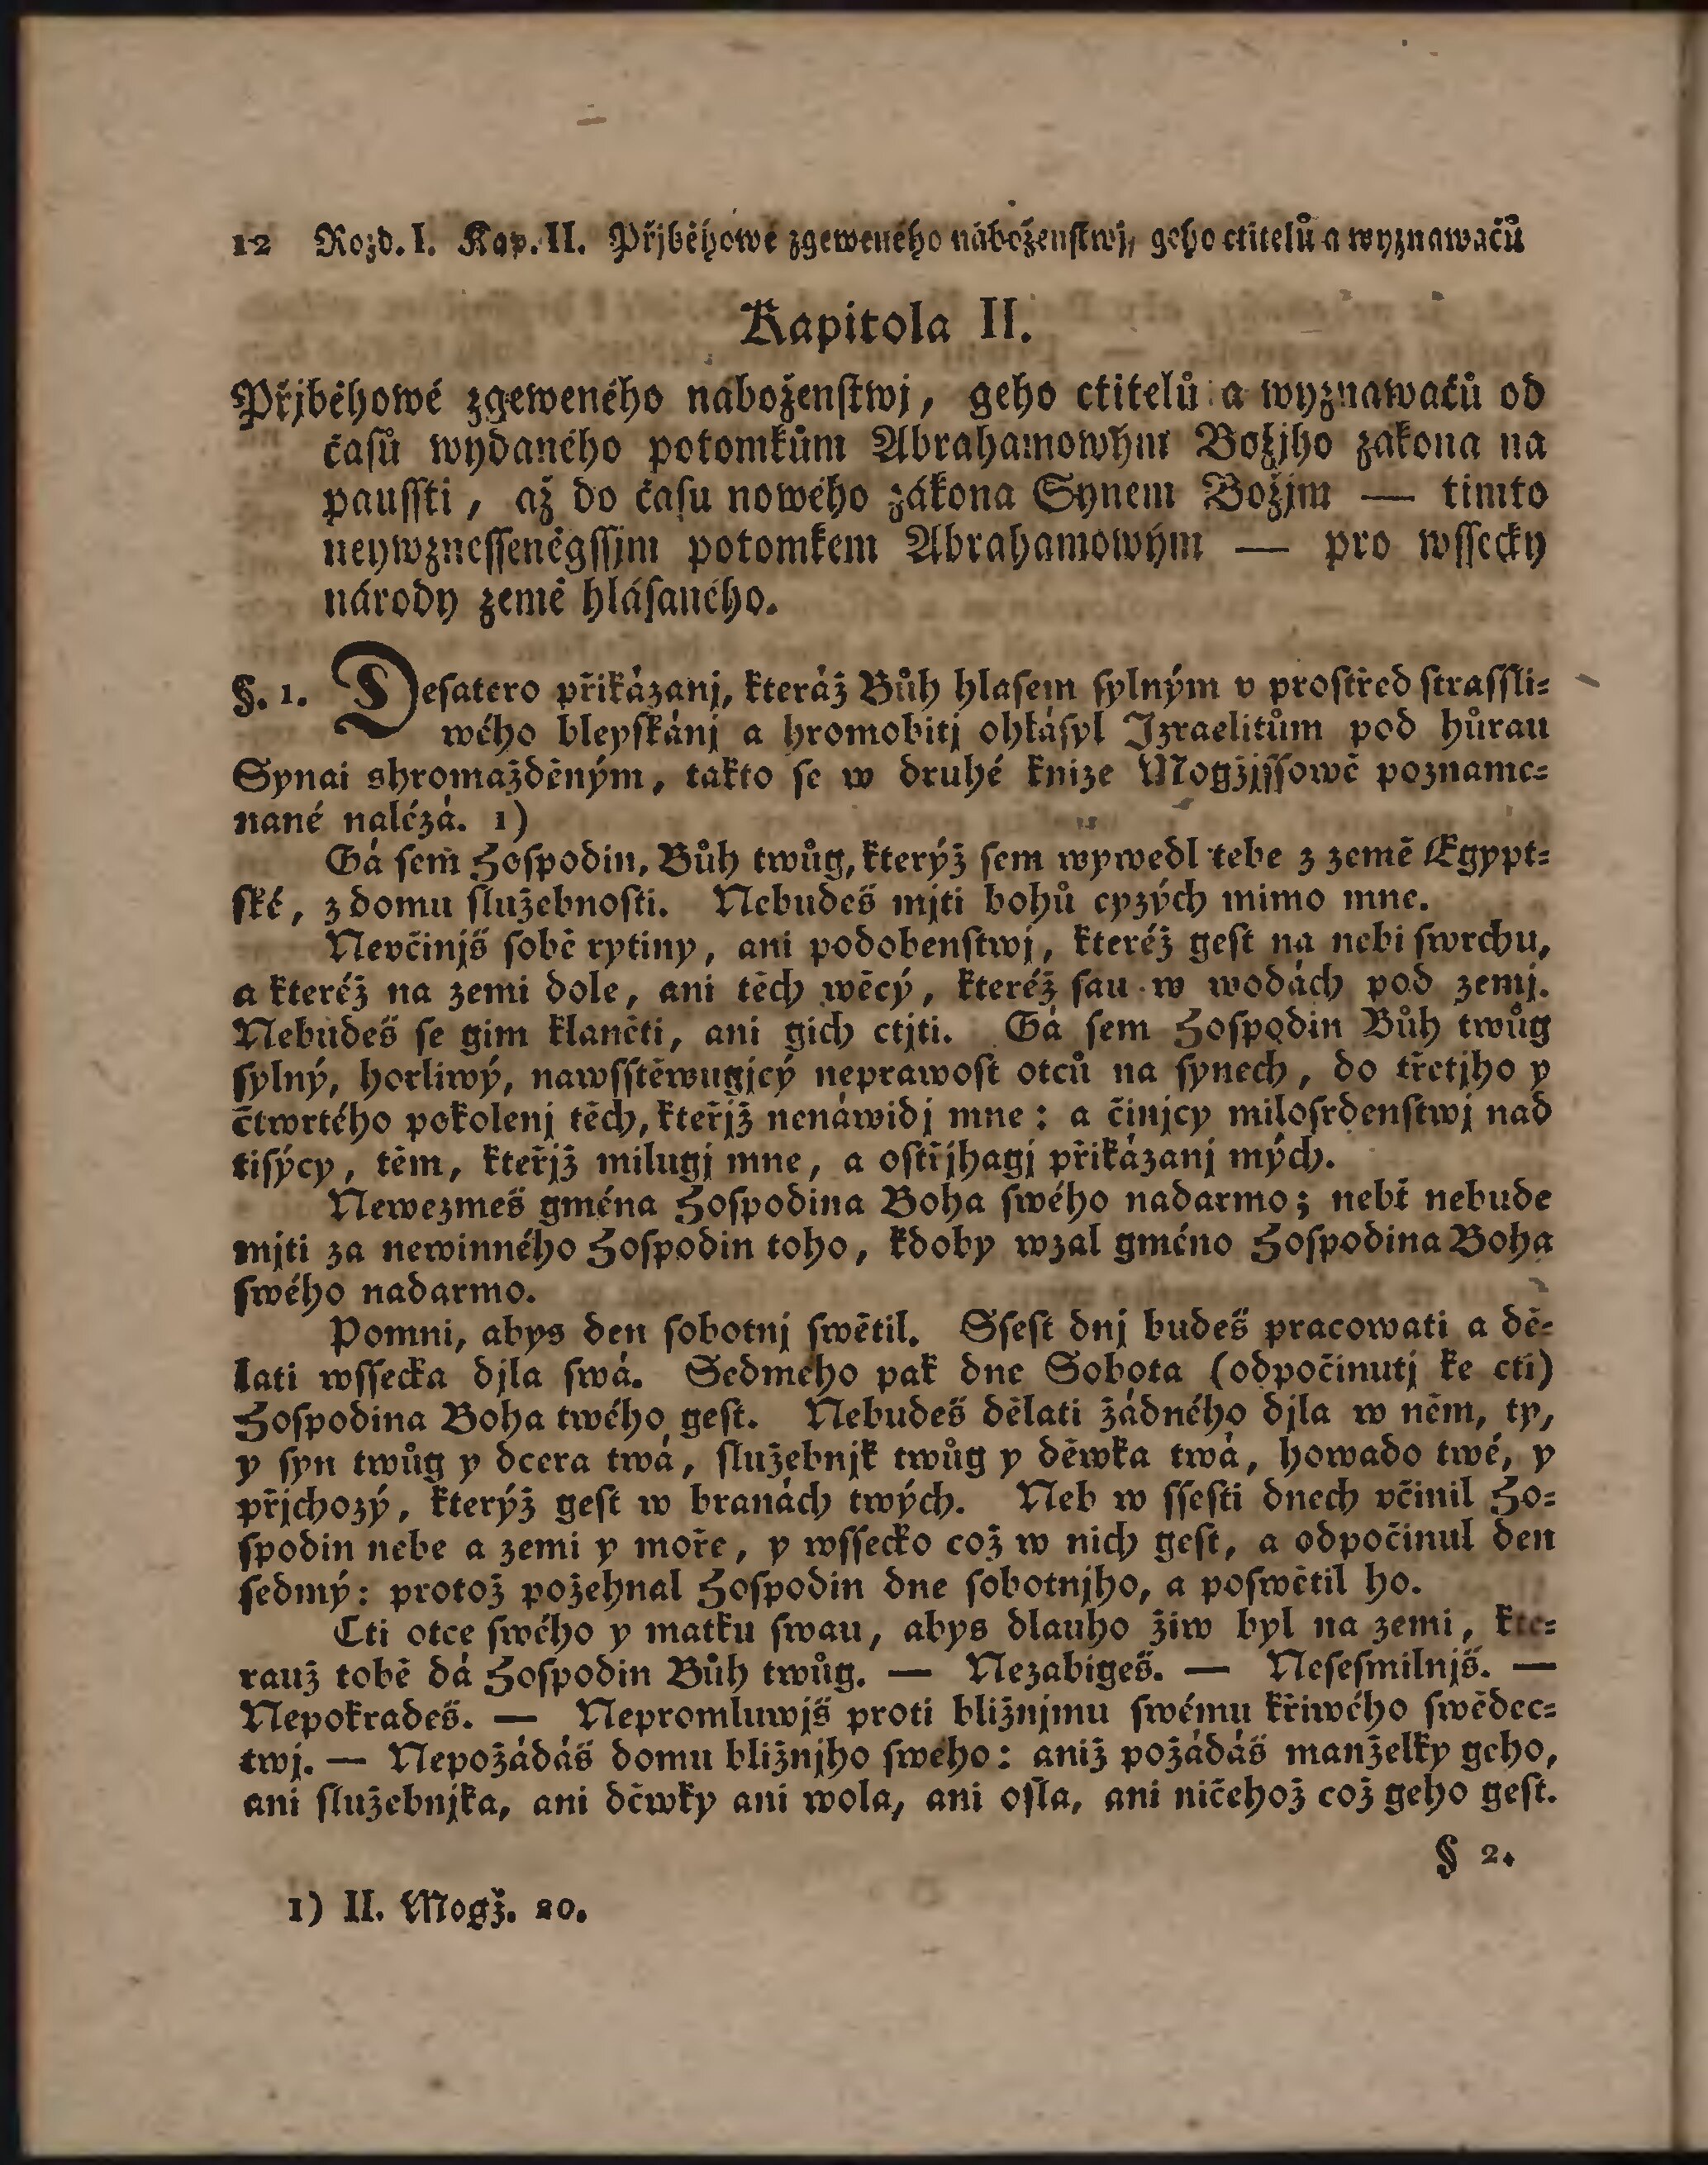 12 Rozd. I. Kap. II. Přjběhowé zgeweného náboženſtwj, geho ctitelů a wyznawačů
Kapitola II.
Přjběhowé zgeweného náboženſtwj, geho ctitelů a wyznawačů od
časů wydaného potomkům Abrahamowým Božjho zákona na
pauſſti, až do času nowého zákona Synem Božjm — timto
neywzneſſeněgſſjm potomkem Abrahamowým — pro wſſecky
národy země hláſaného.
§. 1. Deſatero přikázanj, kteráž Bůh hlaſem ſylným v proſtřed ſtraſſli⸗
wého bleyſkánj a hromobitj ohláſyl Izraelitům pod hůrau
Synai shromažděným, takto ſe w druhé knize Mogžjſſowě pozname⸗
nané nalézá. 1)
Gá ſem Hoſpodin, Bůh twůg, kterýž ſem wywedl tebe z země Egypt⸗
ſké, z domu ſlužebnoſti. Nebudeš mjti bohů cyzých mimo mne.
Nevčinjš ſobě rytiny, ani podobenſtwj, kteréž geſt na nebi ſwrchu,
a kteréž na zemi dole, ani těch wěcý, kteréž ſau w wodách pod zemj.
Nebudeš ſe gim klaněti, ani gich ctjti. Gá ſem Hoſpodin Bůh twůg
ſylný, horliwý, nawſſtěwugjcý neprawoſt otců na ſynech, do třetjho y
čtwrtého pokolenj těch, kteřjž nenáwidj mne: a činjcy miloſrdenſtwj nad
tiſýcy, těm, kteřjž milugj mne, a oſtřjhagj přikázanj mých.
Newezmeš gména Hoſpodina Boha ſwého nadarmo; nebť nebude
mjti za newinného Hoſpodin toho, kdoby wzal gméno Hoſpodina Boha
ſwého nadarmo.
Pomni, abys den ſobotnj ſwětil. Sſeſt dnj budeš pracowati a dě⸗
lati wſſecka djla ſwá. Sedmého pak dne Sobota (odpočinutj ke cti)
Hoſpodina Boha twého geſt. Nebudeš dělati žádného djla w něm, ty,
y ſyn twůg y dcera twá, ſlužebnjk twůg y děwka twá, howado twé, y
přjchozý, kterýž geſt w branách twých. Neb w ſſeſti dnech včinil Ho⸗
ſpodin nebe a zemi y moře, y wſſecko což w nich geſt, a odpočinul den
ſedmý: protož požehnal Hoſpodin dne ſobotnjho, a poſwětil ho.
Cti otce ſwého y matku ſwau, abys dlauho žiw byl na zemi, kte⸗
rauž tobě dá Hoſpodin Bůh twůg. — Nezabigeš. — Neſeſmilnjš. —
Nepokradeš. — Nepromluwjš proti bližnjmu ſwému křiwého ſwědec⸗
twj. — Nepožádáš domu bližnjho ſwého: aniž požádáš manželky geho,
ani ſlužebnjka, ani děwky ani wola, ani oſla, ani ničehož což geho geſt.
§ 2.
1) II. Mogž. 20.